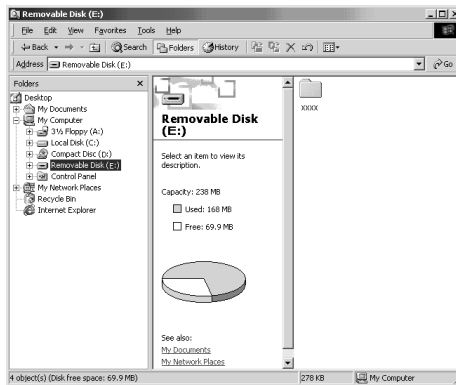 Removable Disk (E:)
File Edit View Favorites Tools Help
Back Search Folders History
Address Removable Disk (E:) Go
Folders
Desktop
My Documents
My Computer
3½ Floppy (A:)
Local Disk (C:)
Compact Disc (D:)
Removable Disk (E:)
Control Panel
My Network Places
Recycle Bin
Internet Explorer
Removable Disk
(E:)
Select an item to view its
description.
Capacity: 238 MB
Used: 168 MB
Free: 69.9 MB
See also:
My Documents
My Network Places
xxxx
4 object(s) (Disk free space: 69.9 MB) 278 KB My Computer